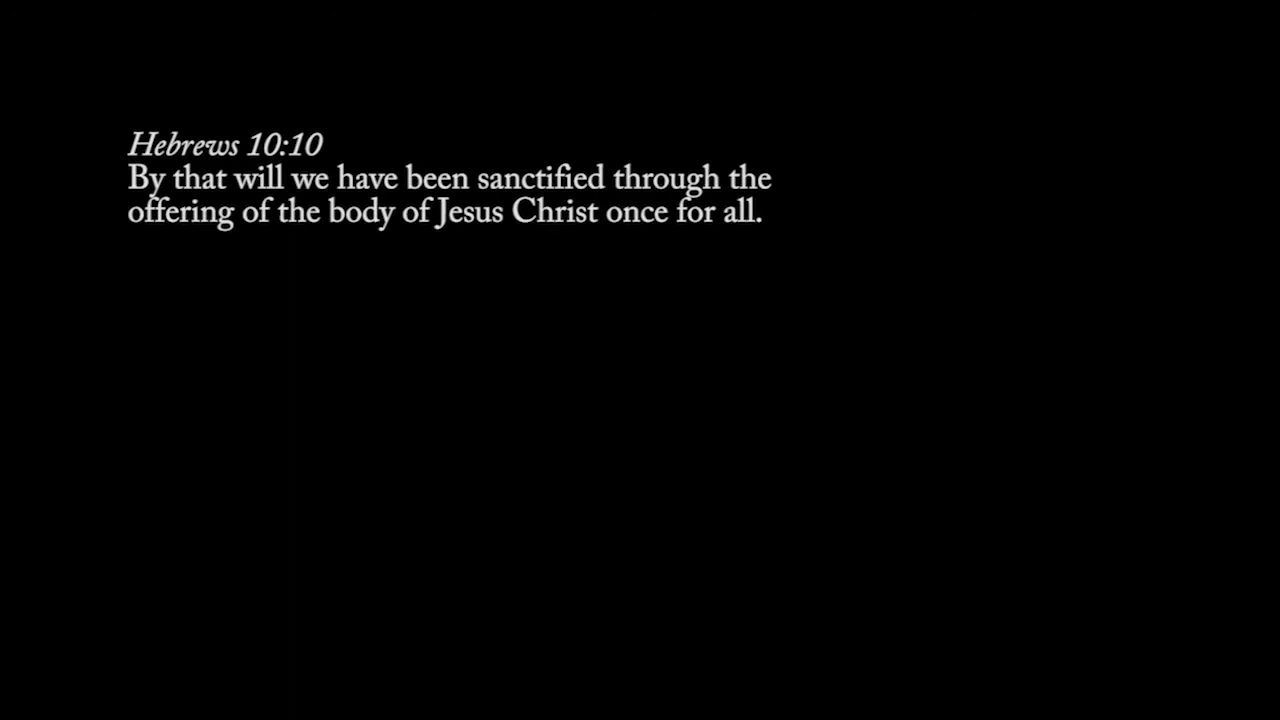 Hebrews 10:10
By that will we have been sanctified through the
offering of the body of Jesus Christ once for all.